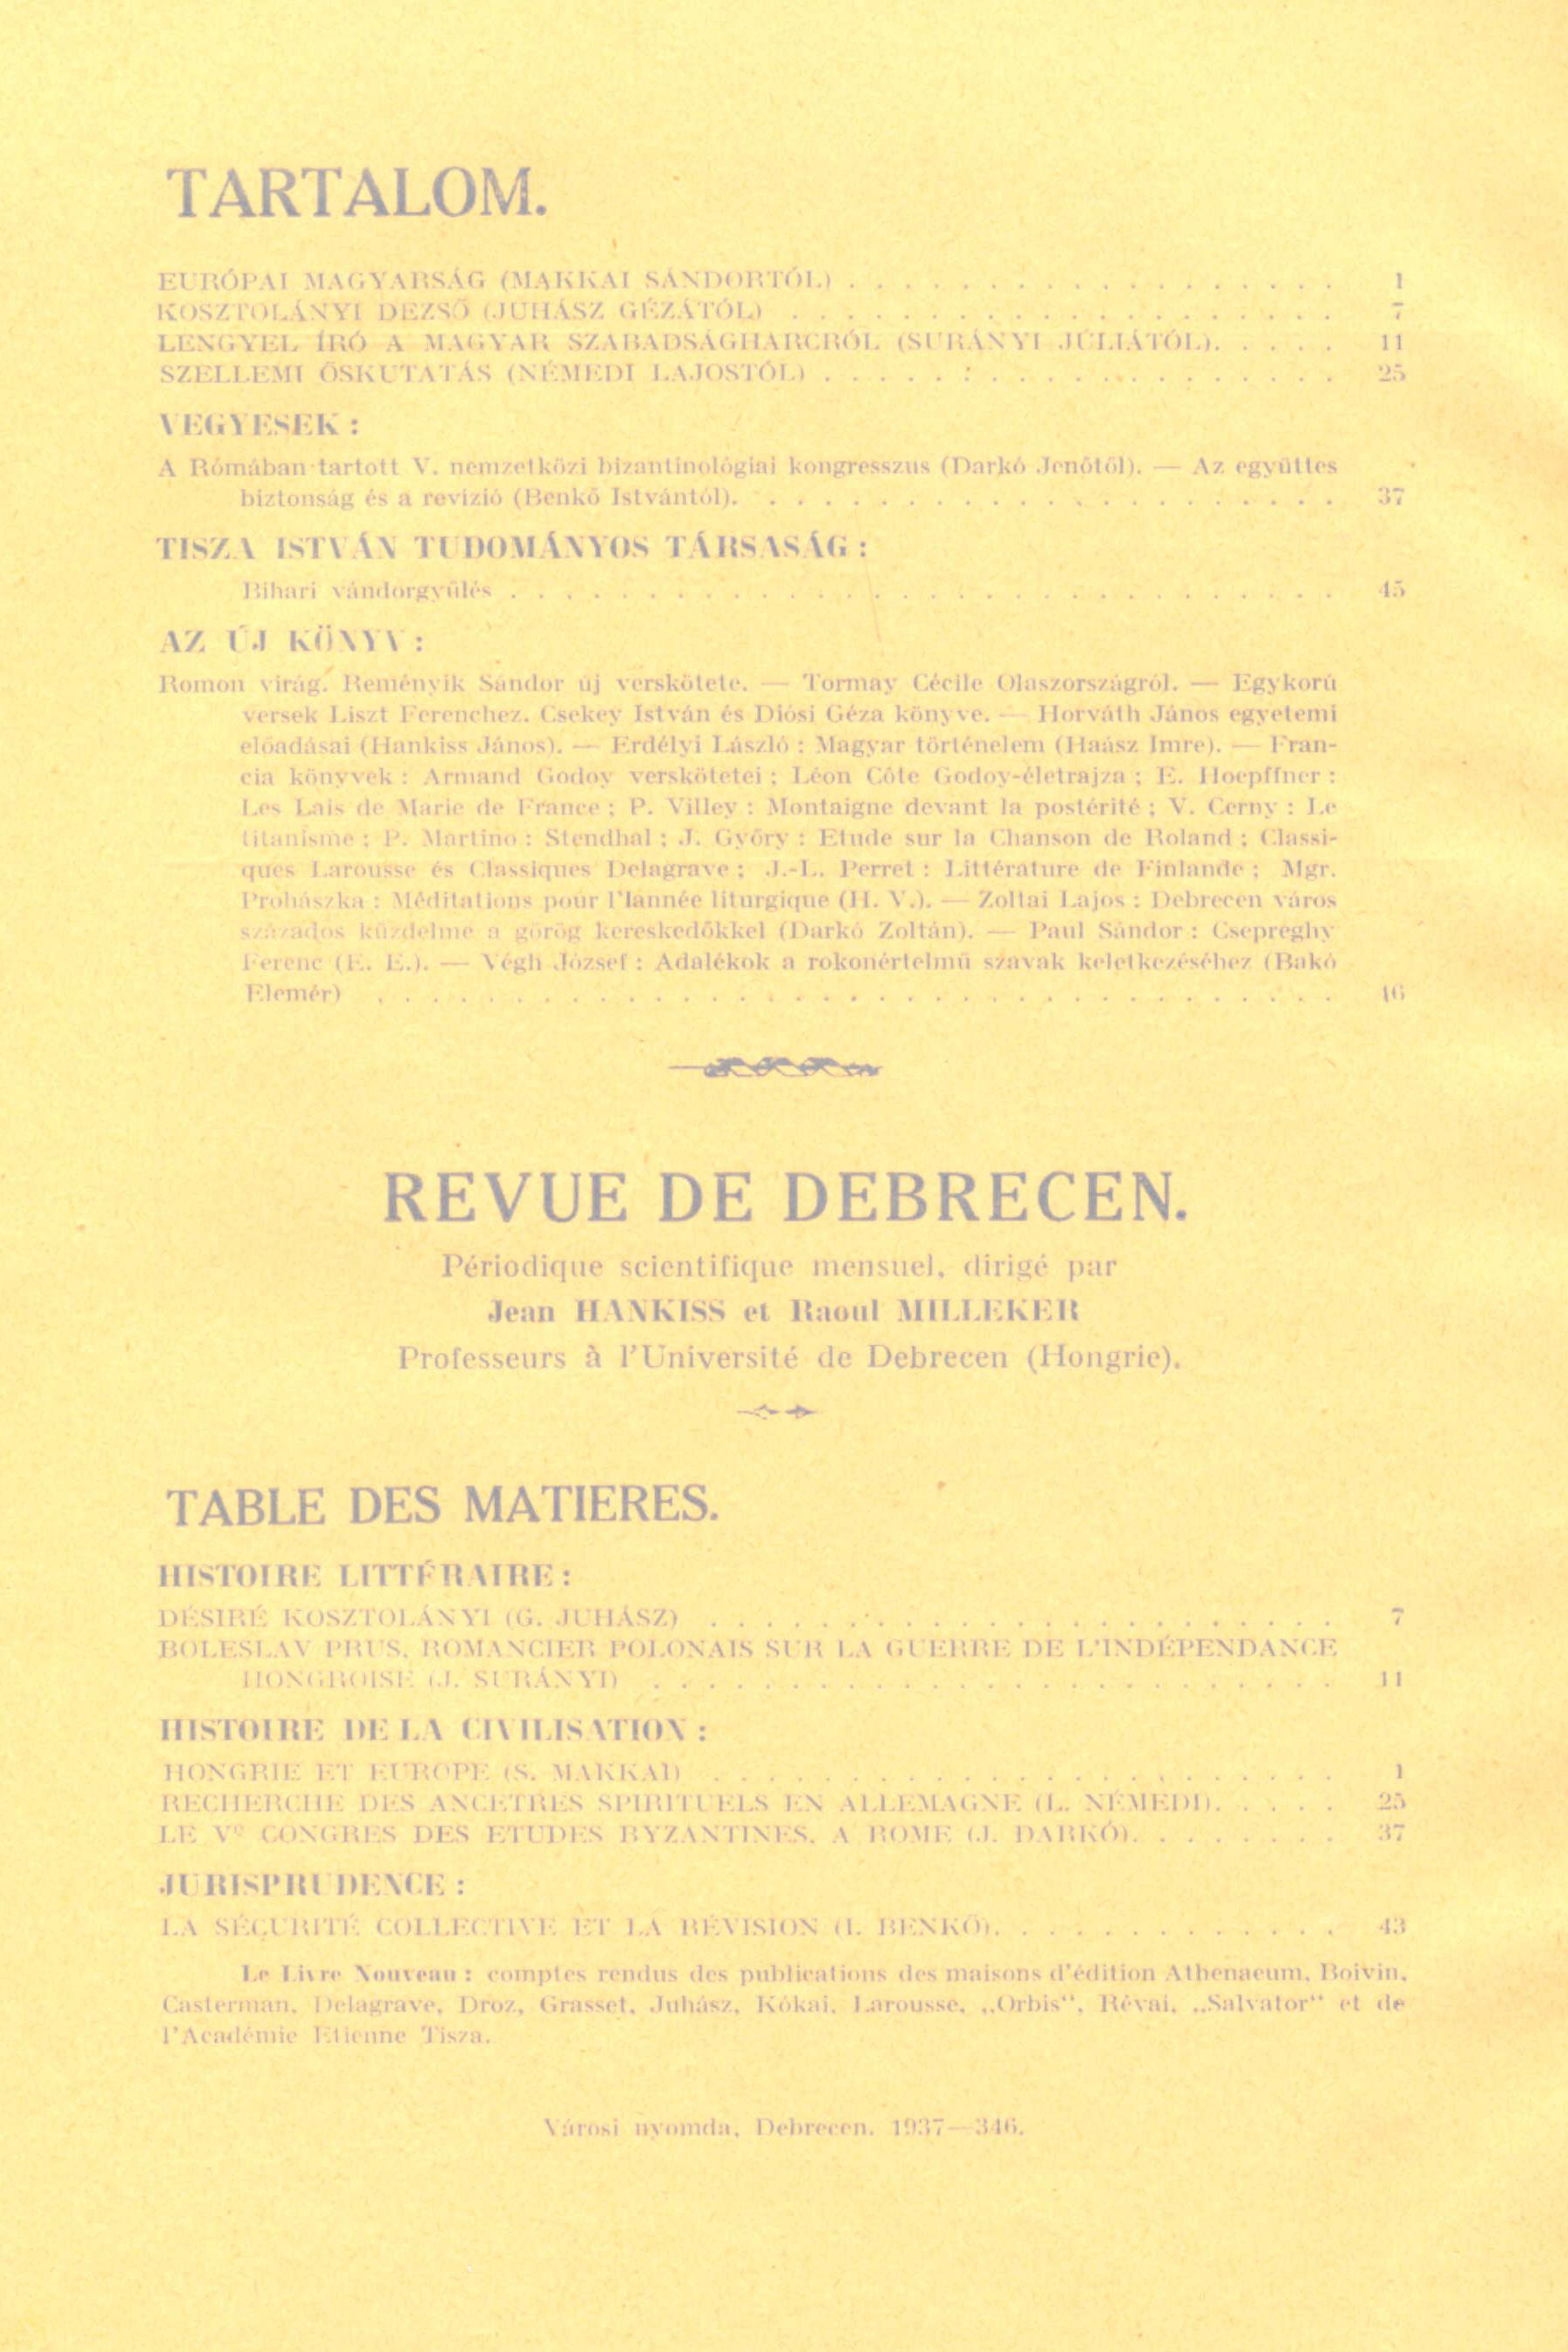 TARTALOM.
EURÓPAI MAGYARSÁG (MAKKAI SÁNDORTÓL) . . . . . . . . . . . . . . . . . . 1
KOSZTOLÁNYI DEZSŐ (JUHÁSZ GÉZÁTÓL) . . . . . . . . . . . . . . . . . . . . 7
LENGYEL ÍRÓ A MAGYAR SZABADSÁGHARCRÓL (SURÁNYI JÚLIÁTÓL). . . . . 11
SZELLEMI ŐSKUTATÁS (NÉMEDI LAJOSTÓL) . . . . . . . . . . . . . . . . . . . 25
VEGYESEK :
A Rómában tartott V. nemzetközi bizantinológiai kongresszus (Darkó Jenőtől). — Az együttes
biztonság és a revizió (Benkő Istvántól). . . . . . . . . . . . . . . . . . . . . . 37
TISZA ISTVÁN TUDOMÁNYOS TÁRSASÁG :
Bihari vándorgyülés . . . . . . . . . . . . . . . . . . . . . . . . . . . . . . 45
AZ ÚJ KÖNYV :
Romon virág. Reményik Sándor új verskötete. — Tormay Cécile Olaszországról. — Egykorú
versek Liszt Ferenchez. Csekey István és Diósi Géza könyve. — Horváth János egyetemi
előadásai (Hankiss János). — Erdélyi László : Magyar történelem (Haász Imre). — Fran-
cia könyvek : Armand Godoy verskötetei ; Léon Côte Godoy-életrajza ; E. Hoepffner :
Les Lais de Marie de France ; P. Villey : Montaigne devant la postérité ; V. Cerny : Le
titanisme ; P. Martino : Stendhal ; J. Győry : Etude sur la Chanson de Roland ; Classi-
ques Larousse és Classiques Delagrave ; J.-L. Perret : Littérature de Finlande ; Mgr.
Prohászka : Méditations pour l'lannée liturgique (H. V.). — Zoltai Lajos : Debrecen város
százados küzdelme a görög kereskedőkkel (Darkó Zoltán). — Paul Sándor : Csepreghy
Ferenc (E. E.). — Végh József : Adalékok a rokonértelmű szavak keletkezéséhez (Bakó
Elemér) . . . . . . . . . . . . . . . . . . . . . . . . . . . . . . . . . . . 46
REVUE DE DEBRECEN.
Périodique scientifique mensuel, dirigé par
Jean HANKISS et Raoul MILLEKER
Professeurs à l'Université de Debrecen (Hongrie).
TABLE DES MATIERES.
HISTOIRE LITTÉRAIRE :
DÉSIRÉ KOSZTOLÁNYI (G. JUHÁSZ) . . . . . . . . . . . . . . . . . . . . . . . 7
BOLESLAV PRUS, ROMANCIER POLONAIS SUR LA GUERRE DE L'INDÉPENDANCE
HONGROISE (J. SURÁNYI) . . . . . . . . . . . . . . . . . . . . . . . . . 11
HISTOIRE DE LA CIVILISATION :
HONGRIE ET EUROPE (S. MAKKAI) . . . . . . . . . . . . . . . . . . . . . . . 1
RECHERCHE DES ANCETRES SPIRITUELS EN ALLEMAGNE (L. NÉMEDI). . . . . 25
LE Ve CONGRES DES ETUDES BYZANTINES, A ROME (J. DARKÓ). . . . . . . . 37
JURISPRUDENCE :
LA SÉCURITÉ COLLECTIVE ET LA RÉVISION (I. BENKŐ). . . . . . . . . . . . . 43
Le Livre Nouveau : comptes rendus des publications des maisons d'édition Athenaeum, Boivin,
Casterman, Delagrave, Droz, Grasset, Juhász, Kókai, Larousse, „Orbis“, Révai, „Salvator“ et de
l'Académie Etienne Tisza.
Városi nyomda, Debrecen. 1937—346.